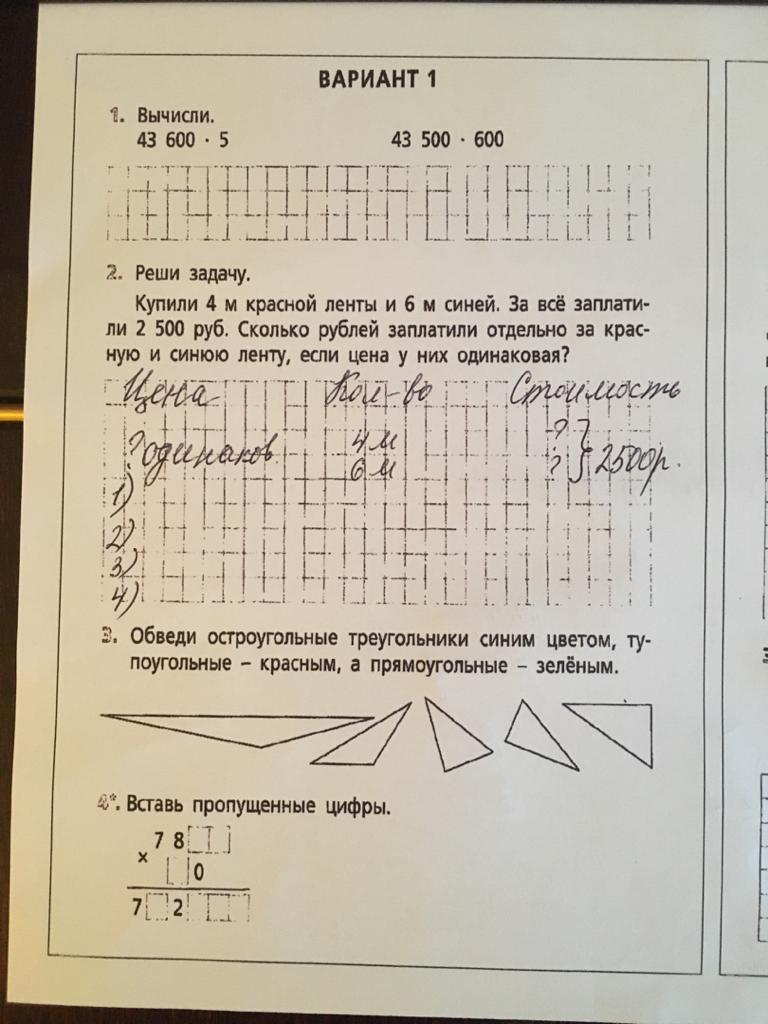 ВАРИАНТ 1
1. Вычисли.
43 600 · 5 43 500 · 600
2. Реши задачу.
Купили 4 м красной ленты и 6 м синей. За всё заплати-
ли 2 500 руб. Сколько рублей заплатили отдельно за крас-
ную и синюю ленту, если цена у них одинаковая?
Цена Кол-во Стоимость
? одинаков 4 м ? }
6 м ? } 2500р.
1)
2)
3)
4)
3. Обведи остроугольные треугольники синим цветом, ту-
поугольные – красным, а прямоугольные – зелёным.
4*. Вставь пропущенные цифры.
7 8
×
0
7 2